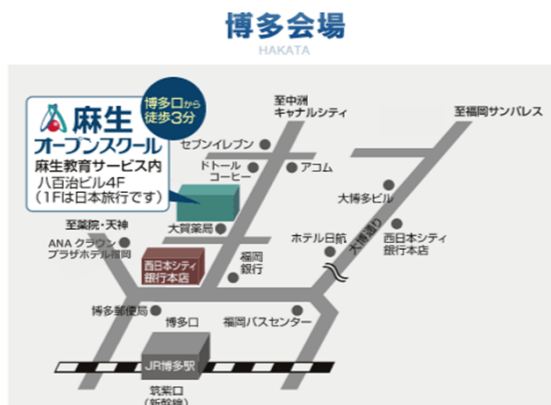 博多会場
HAKATA
博多口から
徒歩3分
麻生
オープンスクール
麻生教育サービス内
八百治ビル4F
(1Fは日本旅行です)
至中洲
キャナルシティ
至福岡サンパレス
セブンイレブン
ドトール
コーヒー
アコム
大博多ビル
大賀薬局
至薬院・天神
ANA クラウン
プラザホテル福岡
西日本シティ
銀行本店
福岡
銀行
ホテル日航
大博通り
西日本シティ
銀行本店
博多郵便局
博多口
福岡バスセンター
JR博多駅
筑紫口
(新幹線)